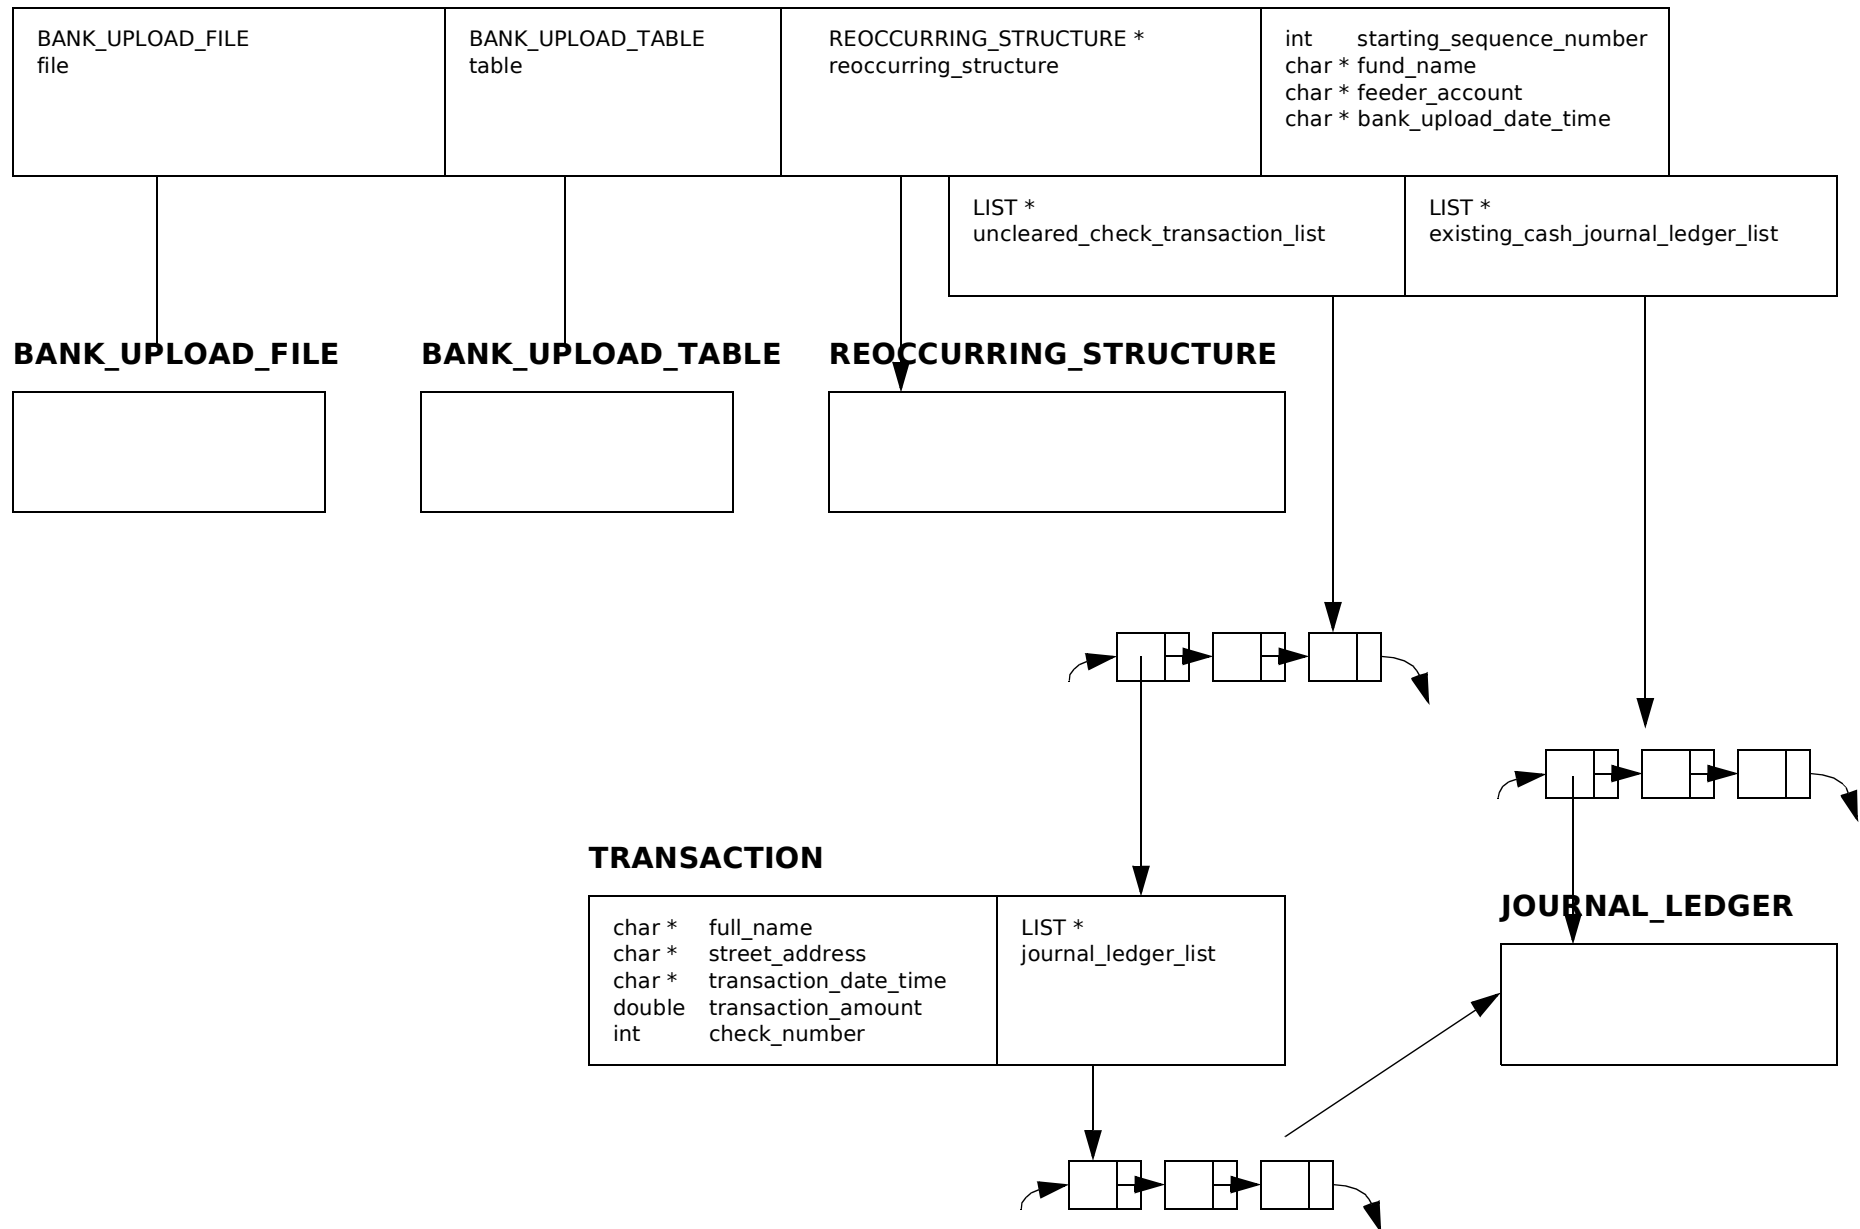 BANK_UPLOAD_FILE
file
BANK_UPLOAD_TABLE
table
REOCCURRING_STRUCTURE *
reoccurring_structure
int starting_sequence_number
char * fund_name
char * feeder_account
char * bank_upload_date_time
LIST *
uncleared_check_transaction_list
LIST *
existing_cash_journal_ledger_list
BANK_UPLOAD_FILE
BANK_UPLOAD_TABLE
REOCCURRING_STRUCTURE
TRANSACTION
char * full_name
char * street_address
char * transaction_date_time
double transaction_amount
int check_number
LIST *
journal_ledger_list
JOURNAL_LEDGER